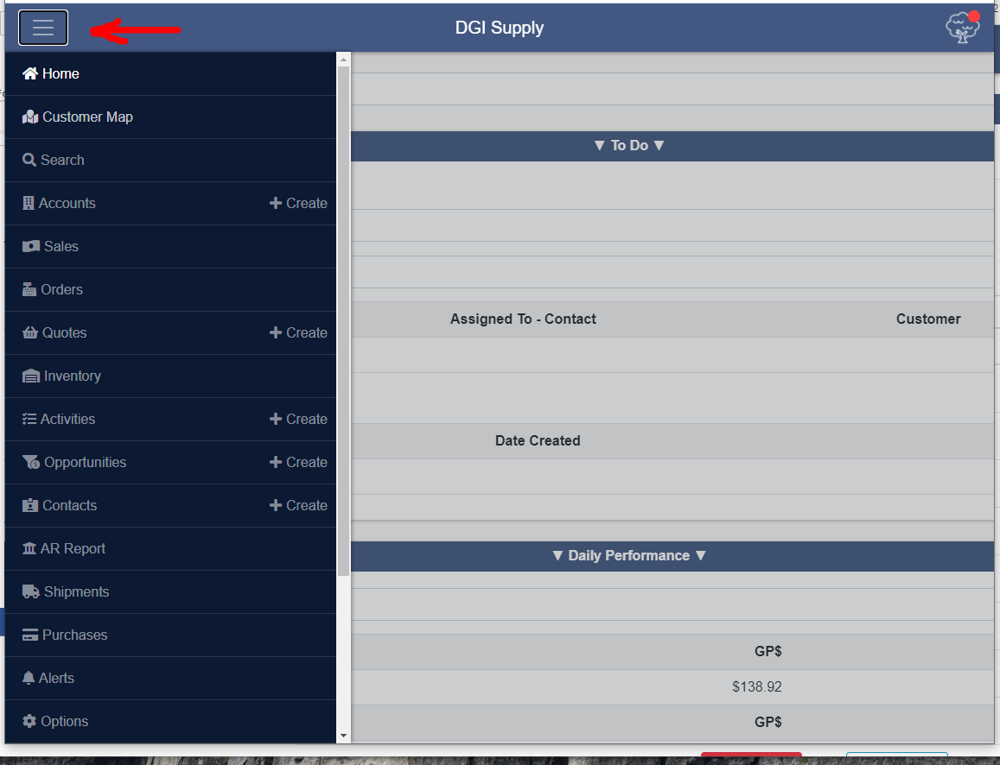 DGI Supply
Home
Customer Map
Search
Accounts
Create
Sales
Orders
Quotes
Create
Inventory
Activities
Create
Opportunities
Create
Contacts
Create
AR Report
Shipments
Purchases
Alerts
Options
▼ To Do ▼
Assigned To - Contact
Customer
Date Created
▼ Daily Performance ▼
GP$
$138.92
GP$